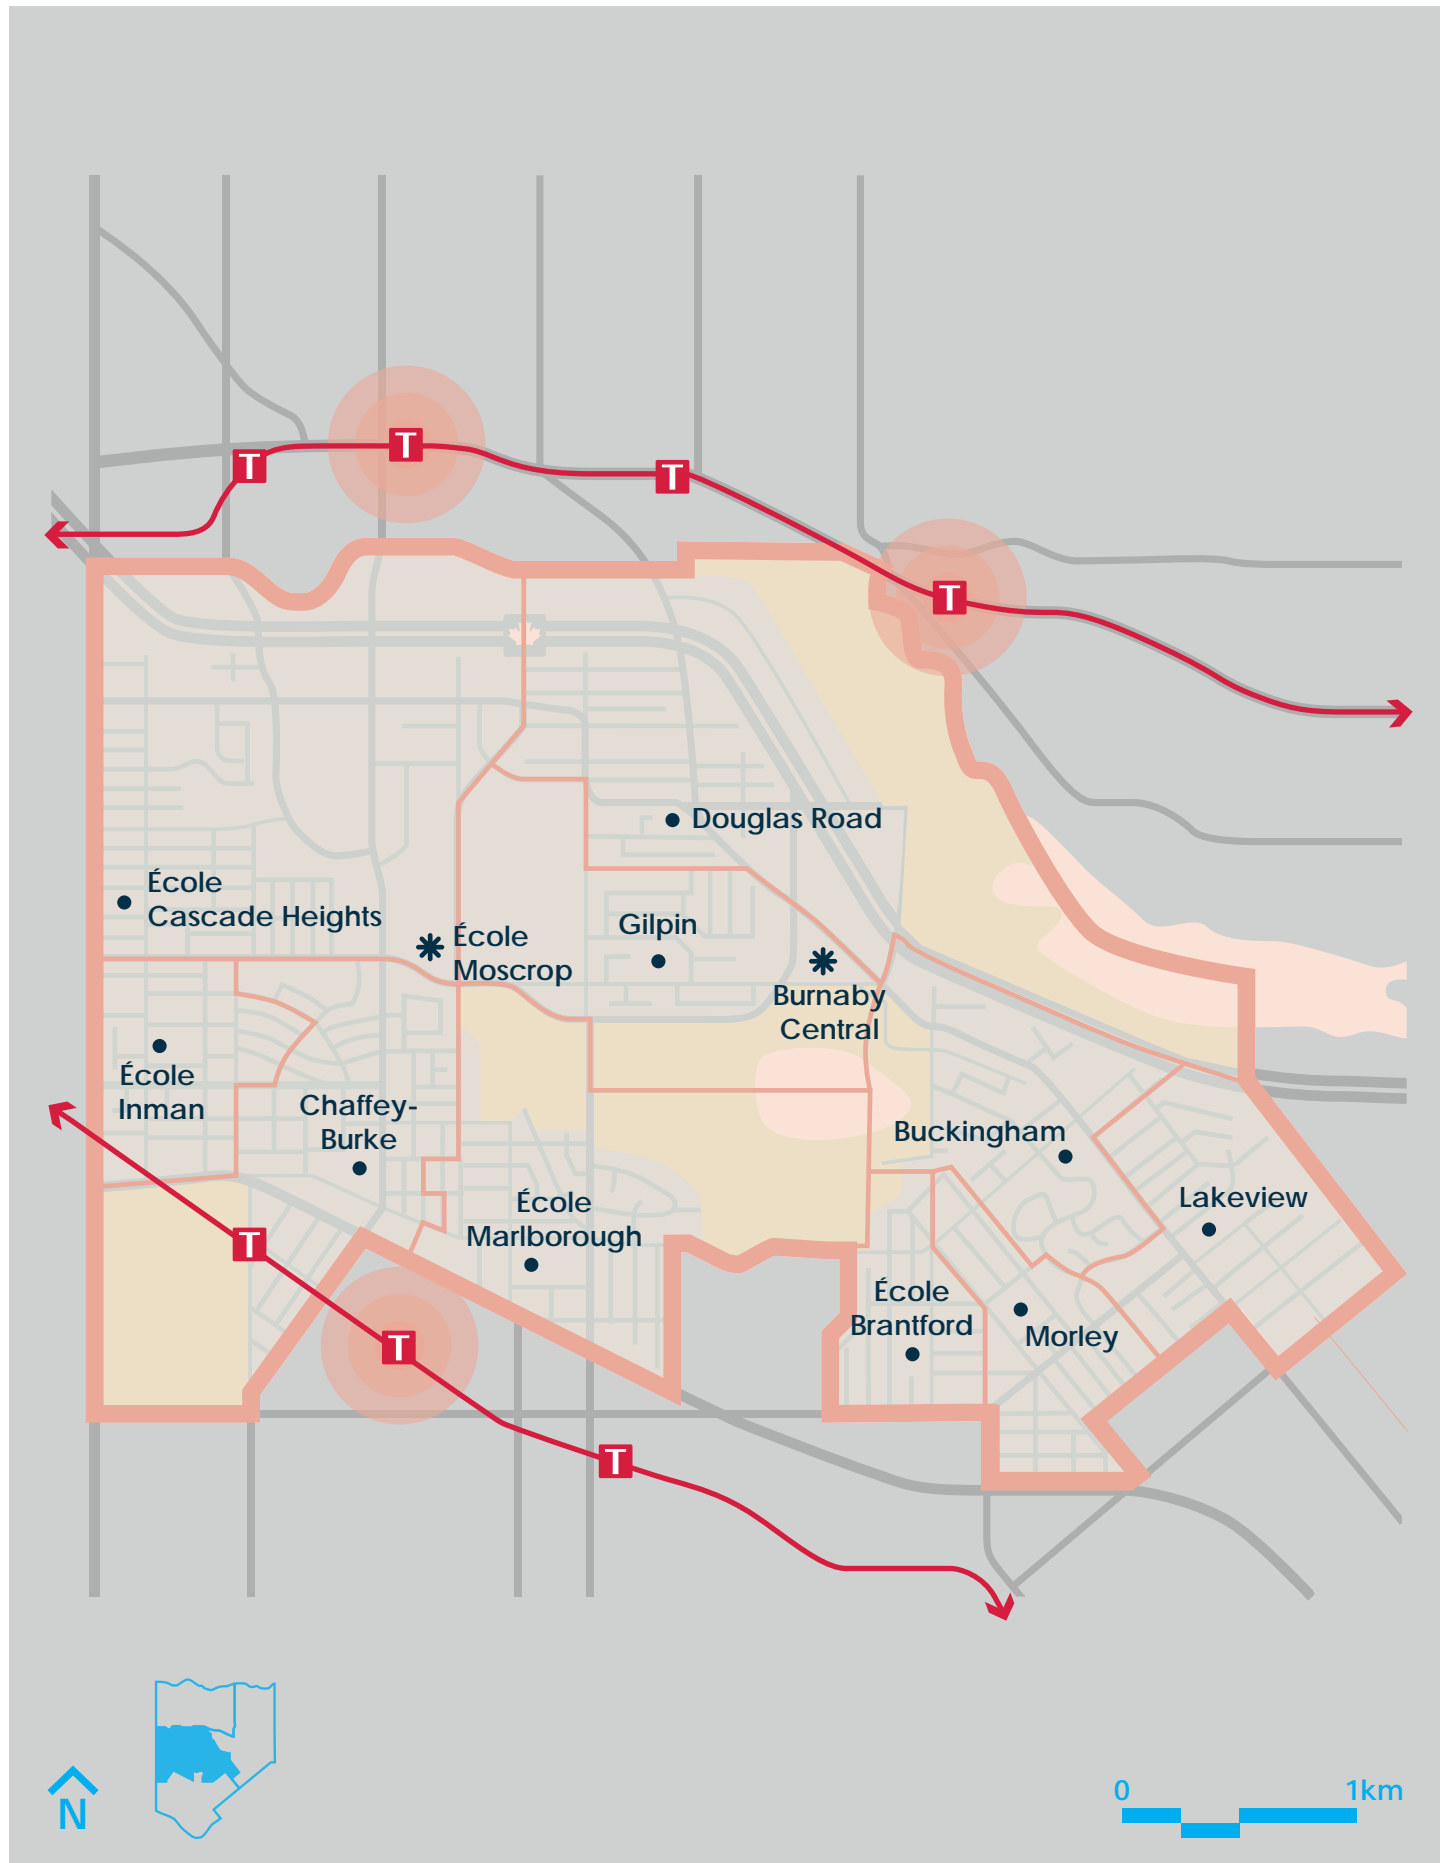 T
T
T
T
Douglas Road
École
Cascade Heights
École
Moscrop
Gilpin
Burnaby
Central
École
Inman
Chaffey-
Burke
Buckingham
Lakeview
École
Marlborough
École
Brantford
Morley
T
T
T
N
0
1km